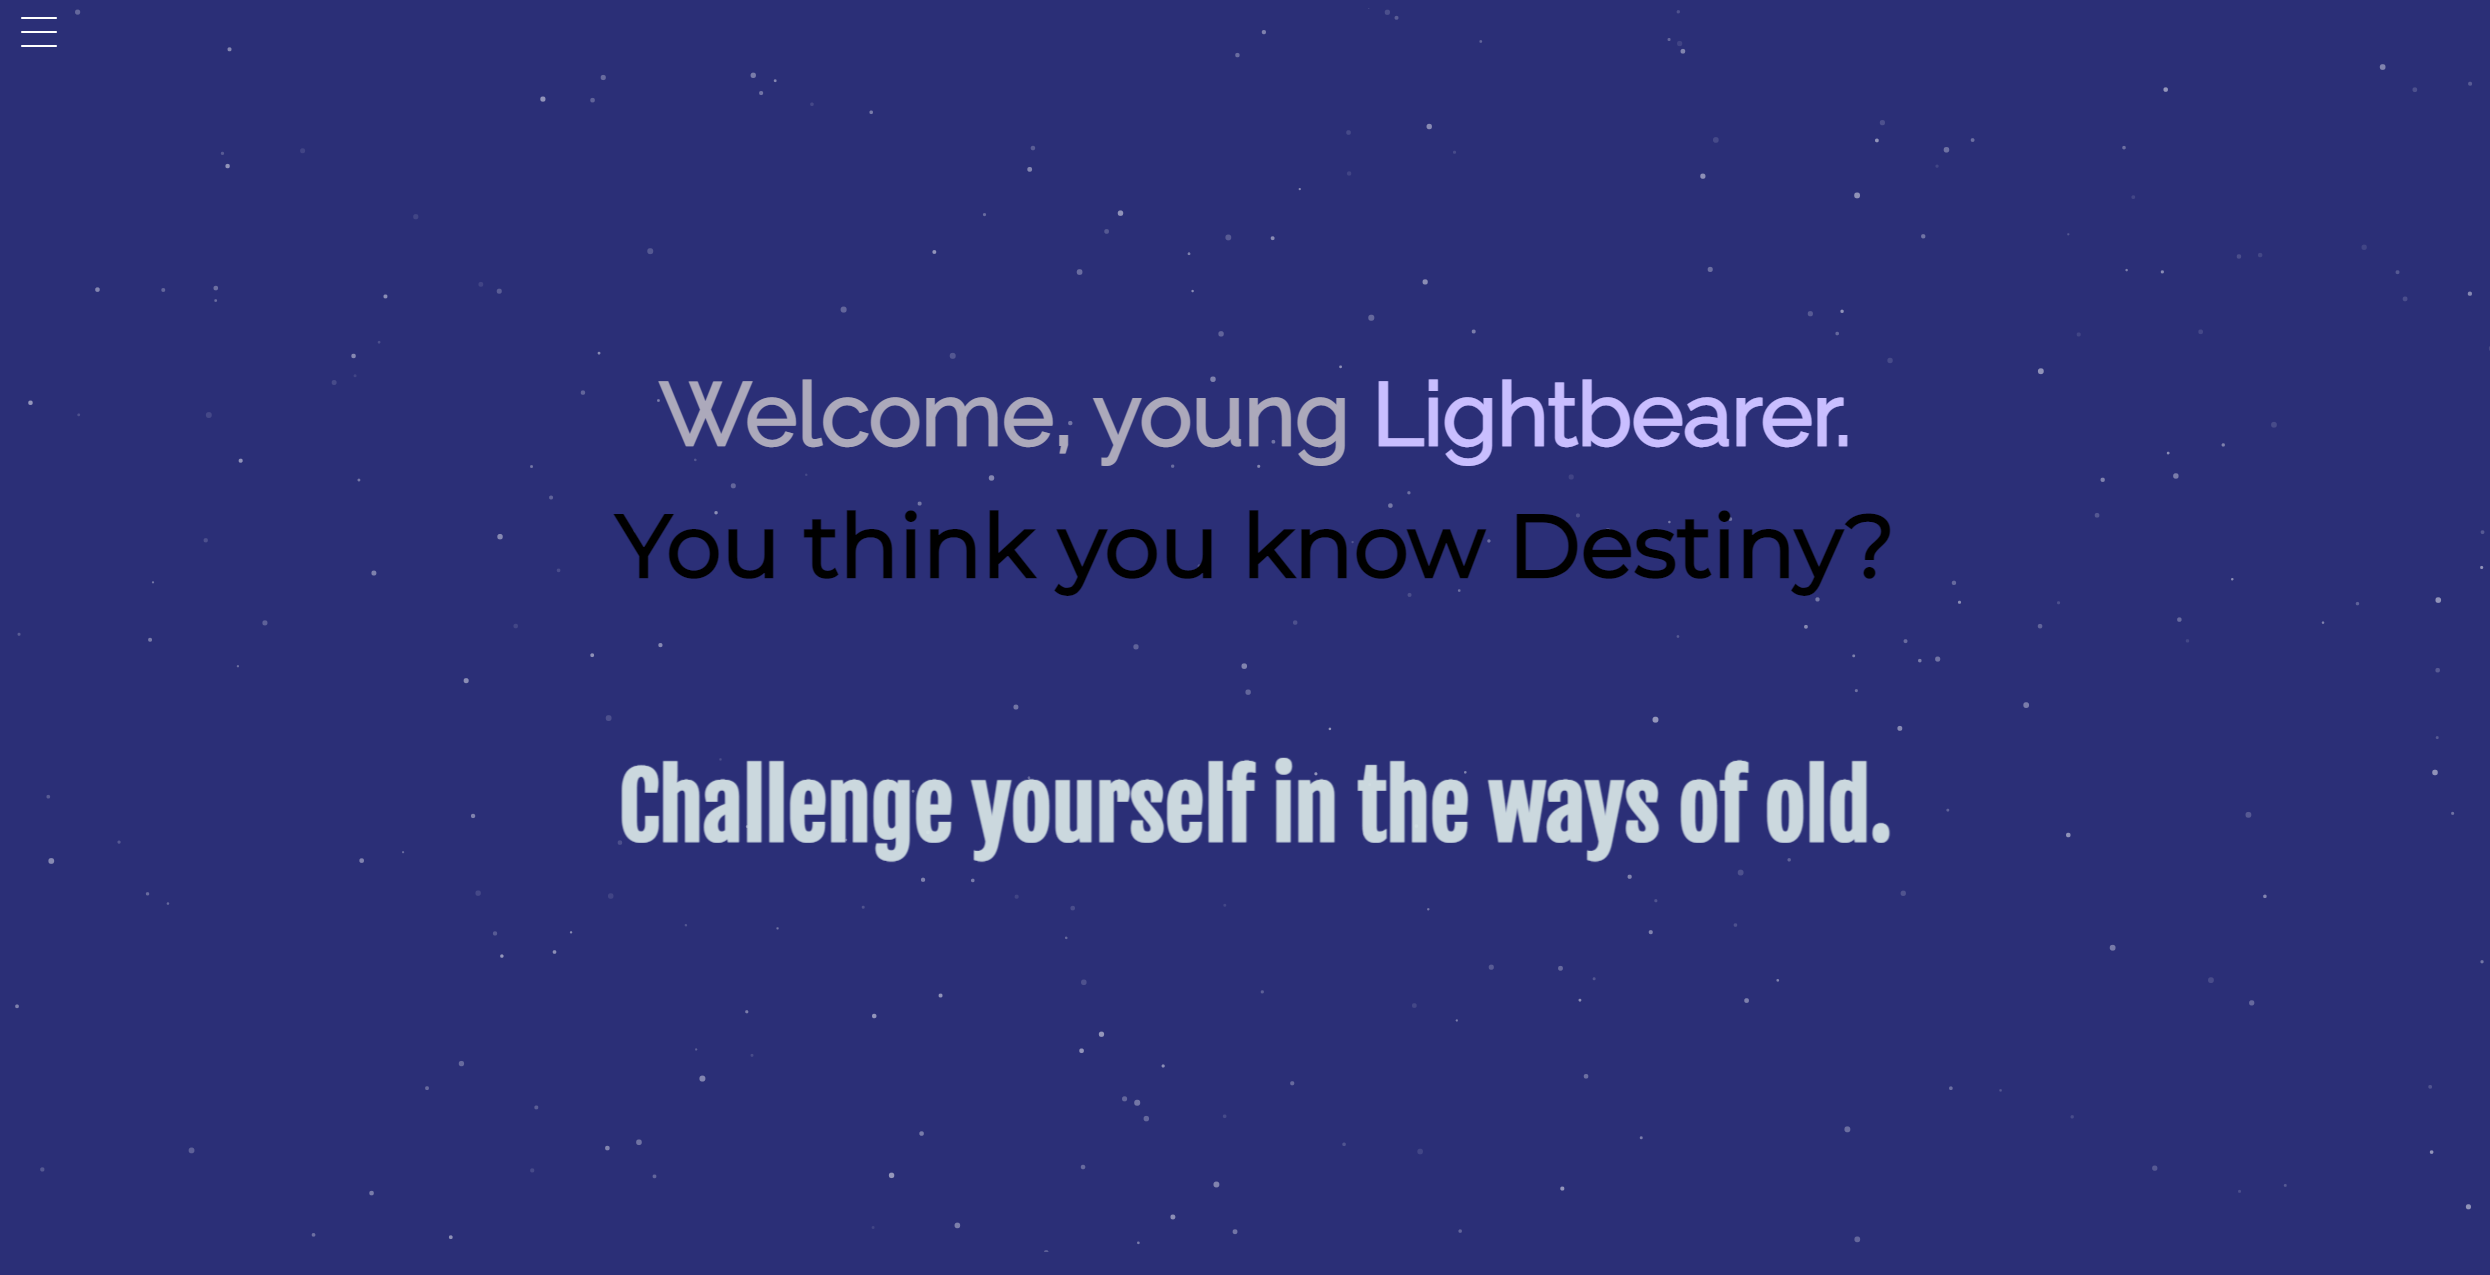 Welcome, young Lightbearer.
You think you know Destiny?
Challenge yourself in the ways of old.